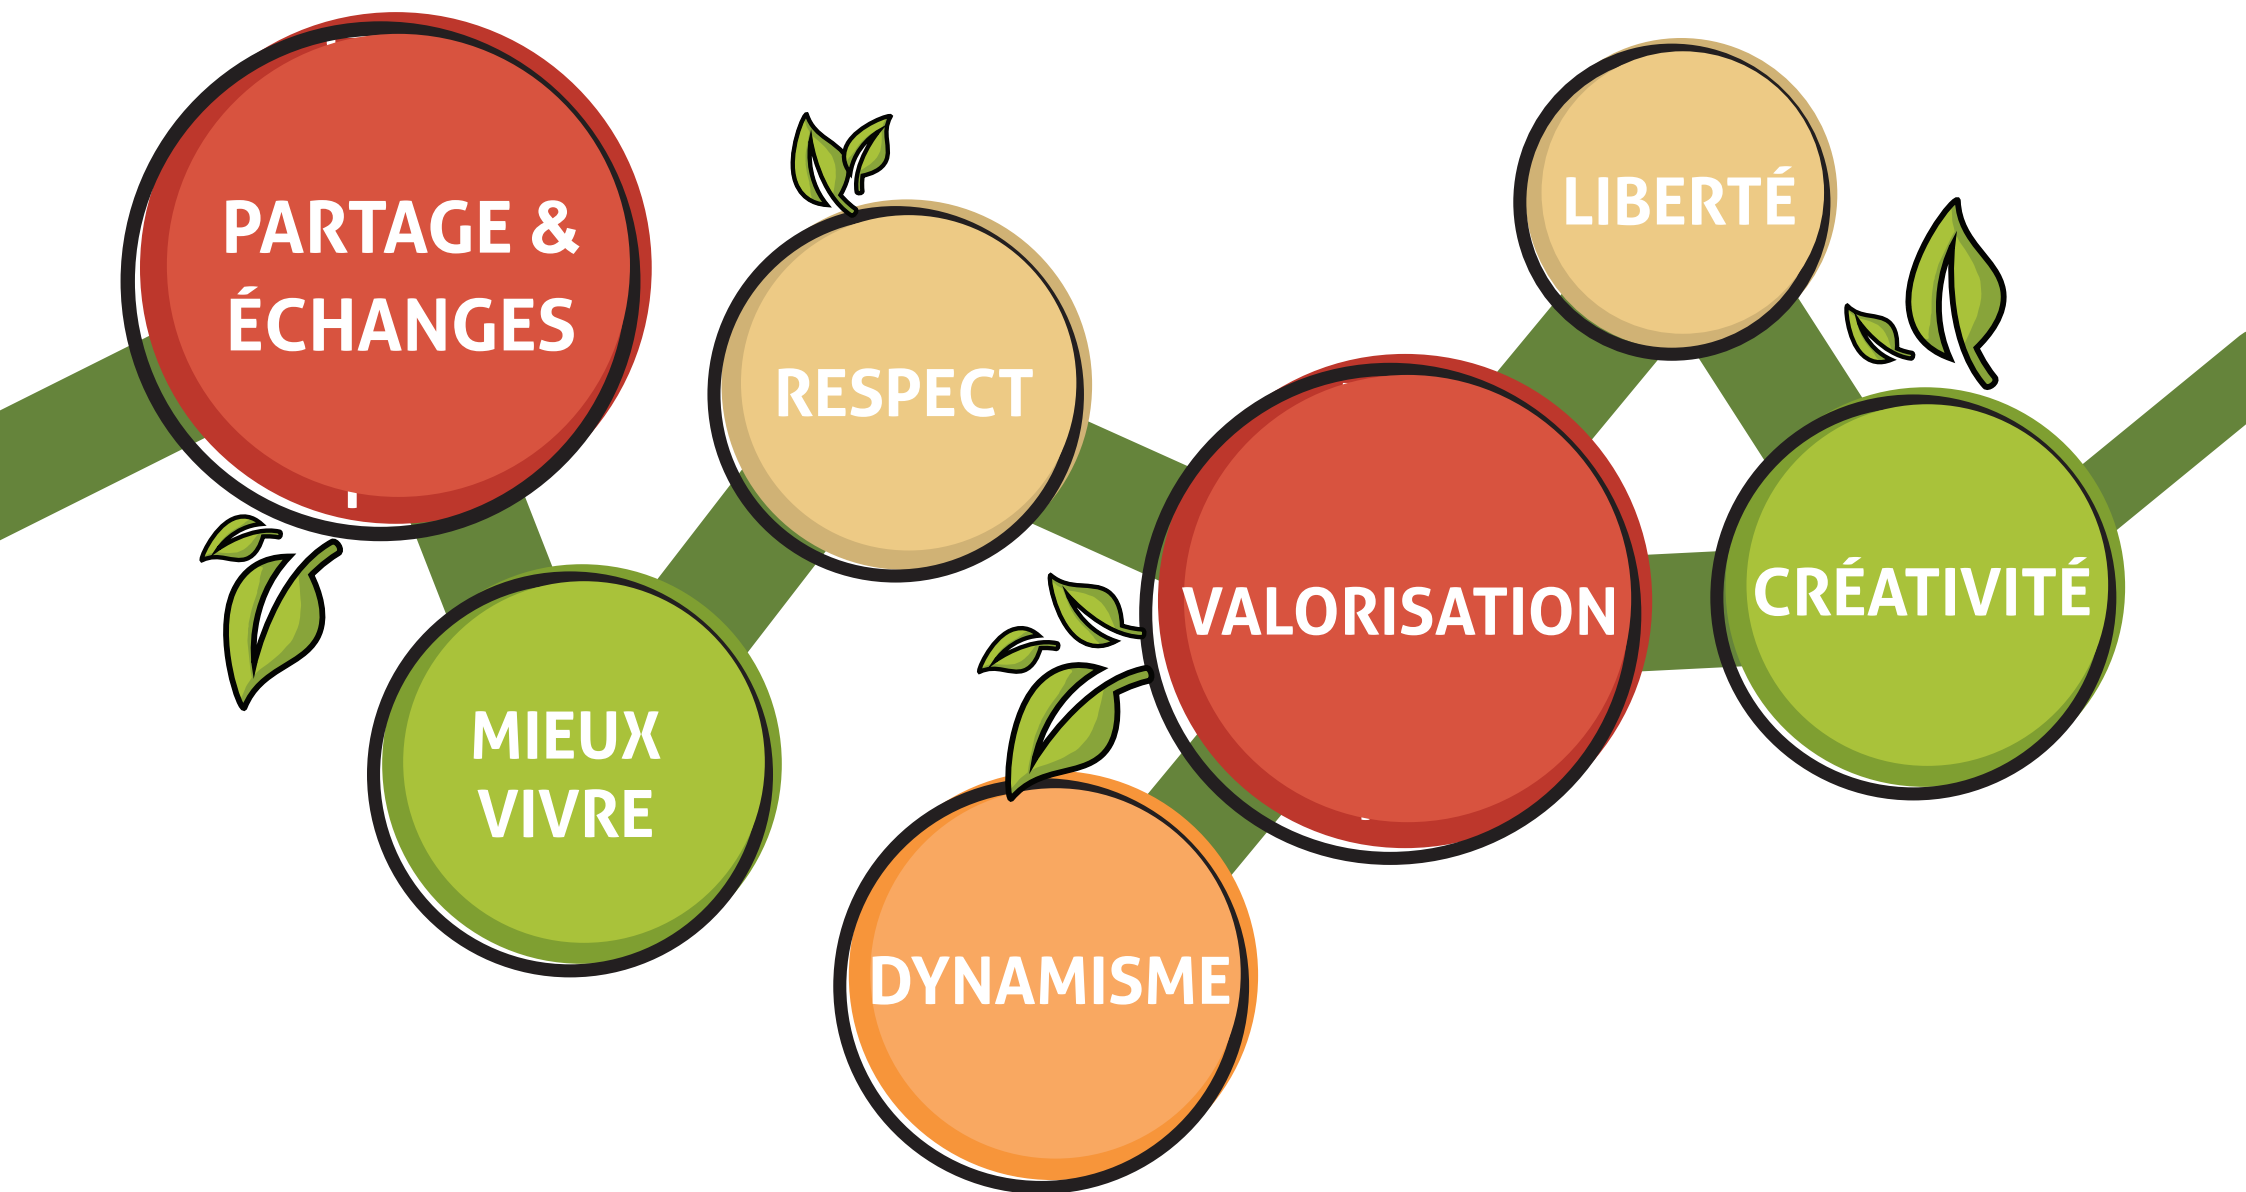 PARTAGE &
ÉCHANGES
RESPECT
LIBERTÉ
MIEUX
VIVRE
VALORISATION
CRÉATIVITÉ
DYNAMISME